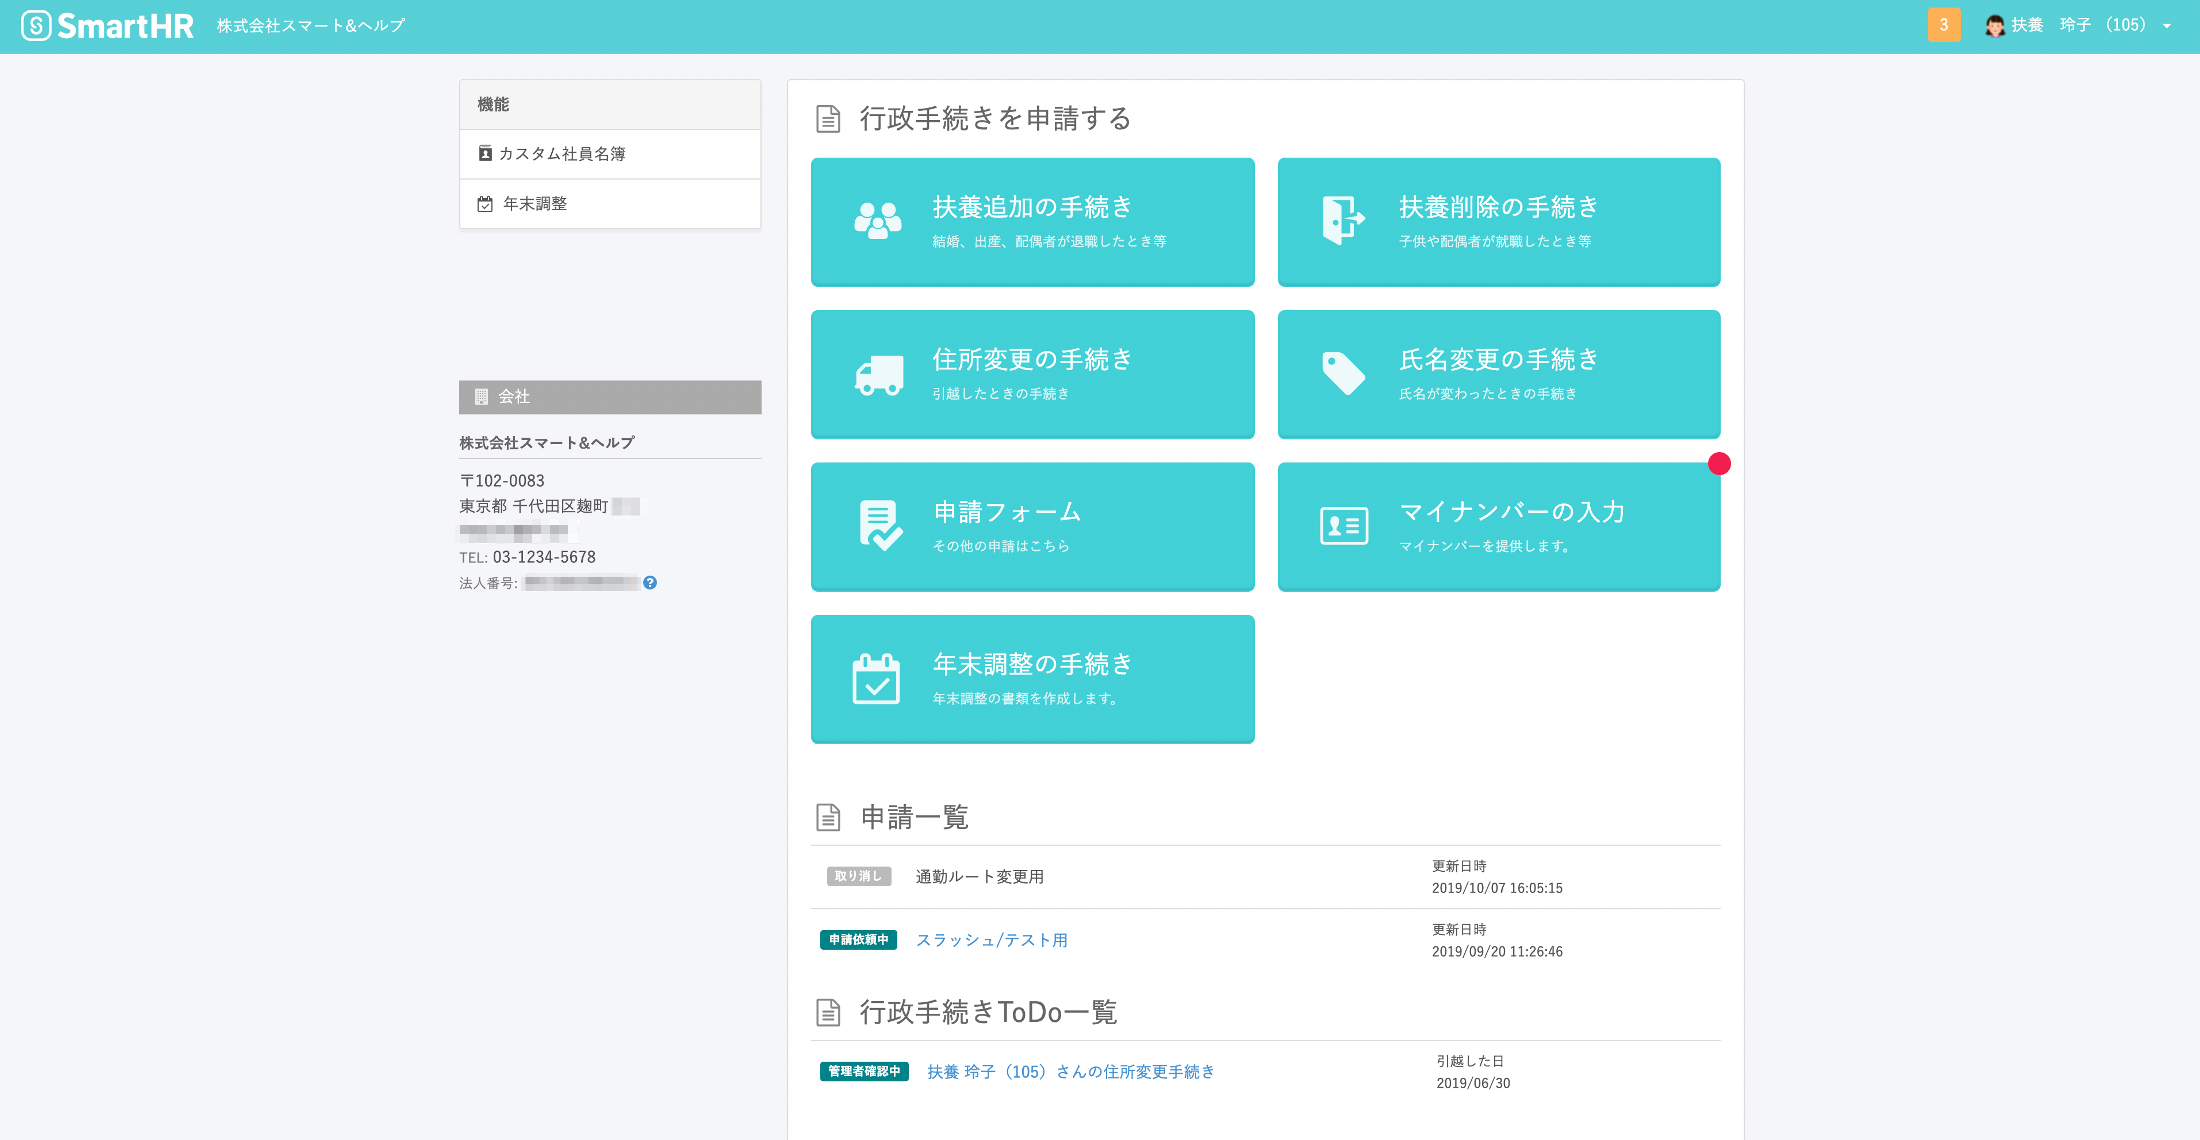 SmartHR 株式会社スマート&ヘルプ
3 扶養 玲子 （105）
機能
カスタム社員名簿
年末調整
会社
株式会社スマート&ヘルプ
〒102-0083
東京都 千代田区麹町
TEL: 03-1234-5678
法人番号:
行政手続きを申請する
扶養追加の手続き
結婚、出産、配偶者が退職したとき等
扶養削除の手続き
子供や配偶者が就職したとき等
住所変更の手続き
引越したときの手続き
氏名変更の手続き
氏名が変わったときの手続き
申請フォーム
その他の申請はこちら
マイナンバーの入力
マイナンバーを提供します。
年末調整の手続き
年末調整の書類を作成します。
申請一覧
取り消し 通勤ルート変更用
更新日時
2019/10/07 16:05:15
申請依頼中 スラッシュ/テスト用
更新日時
2019/09/20 11:26:46
行政手続きToDo一覧
管理者確認中 扶養 玲子（105）さんの住所変更手続き
引越した日
2019/06/30